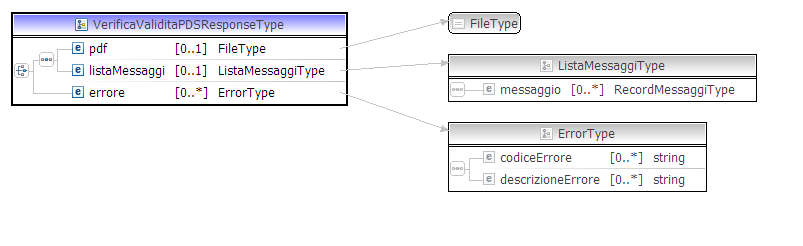 VerificaValiditaPDSResponseType
pdf [0..1] FileType
listaMessaggi [0..1] ListaMessaggiType
errore [0..*] ErrorType
FileType
ListaMessaggiType
messaggio [0..*] RecordMessaggiType
ErrorType
codiceErrore [0..*] string
descrizioneErrore [0..*] string